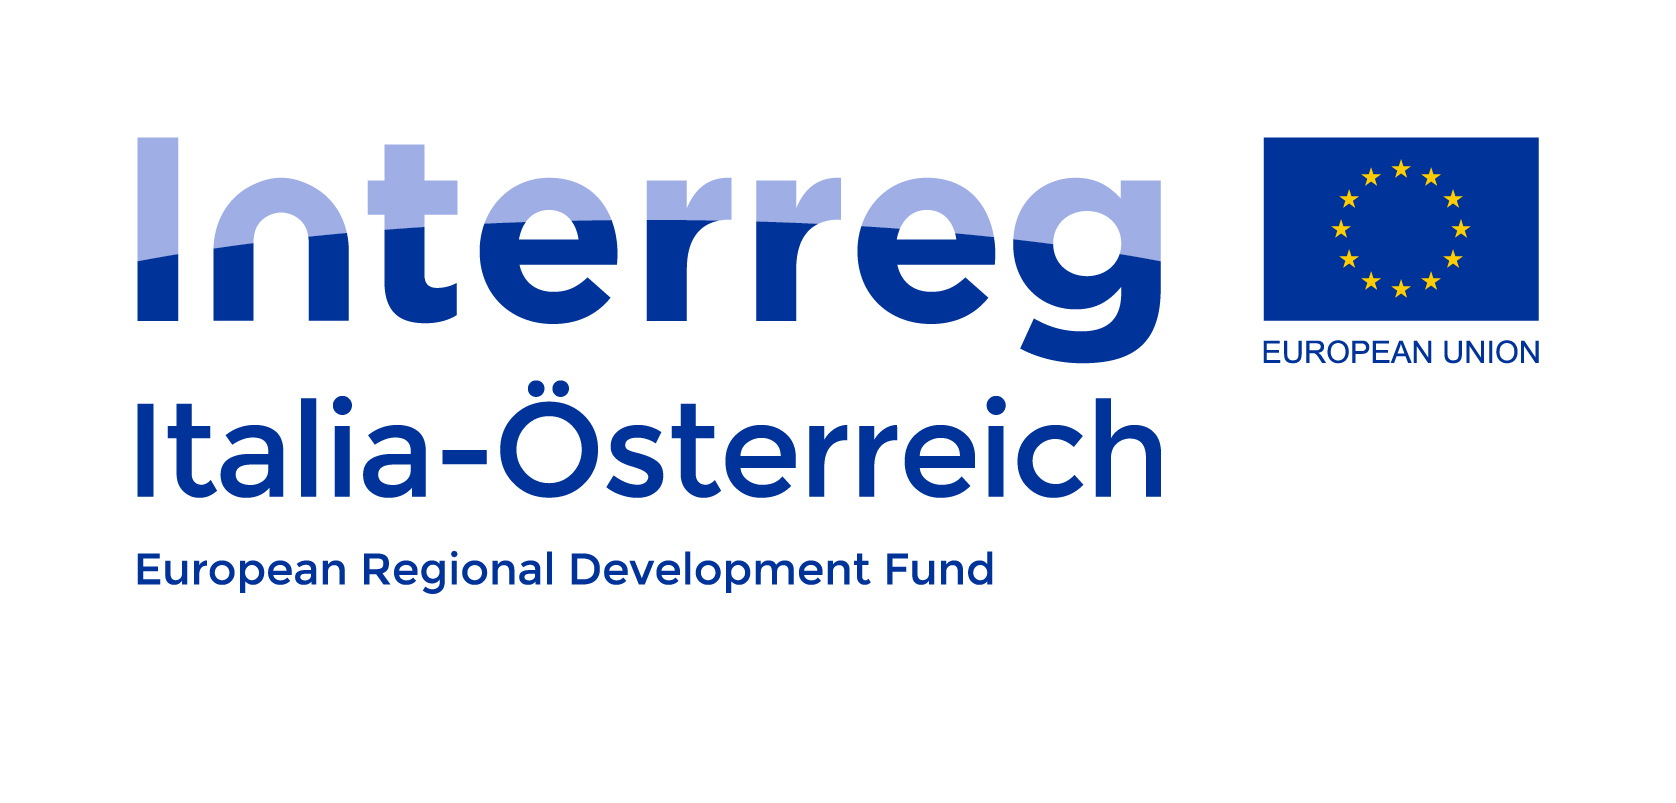 Interreg
EUROPEAN UNION
Italia-Österreich
European Regional Development Fund